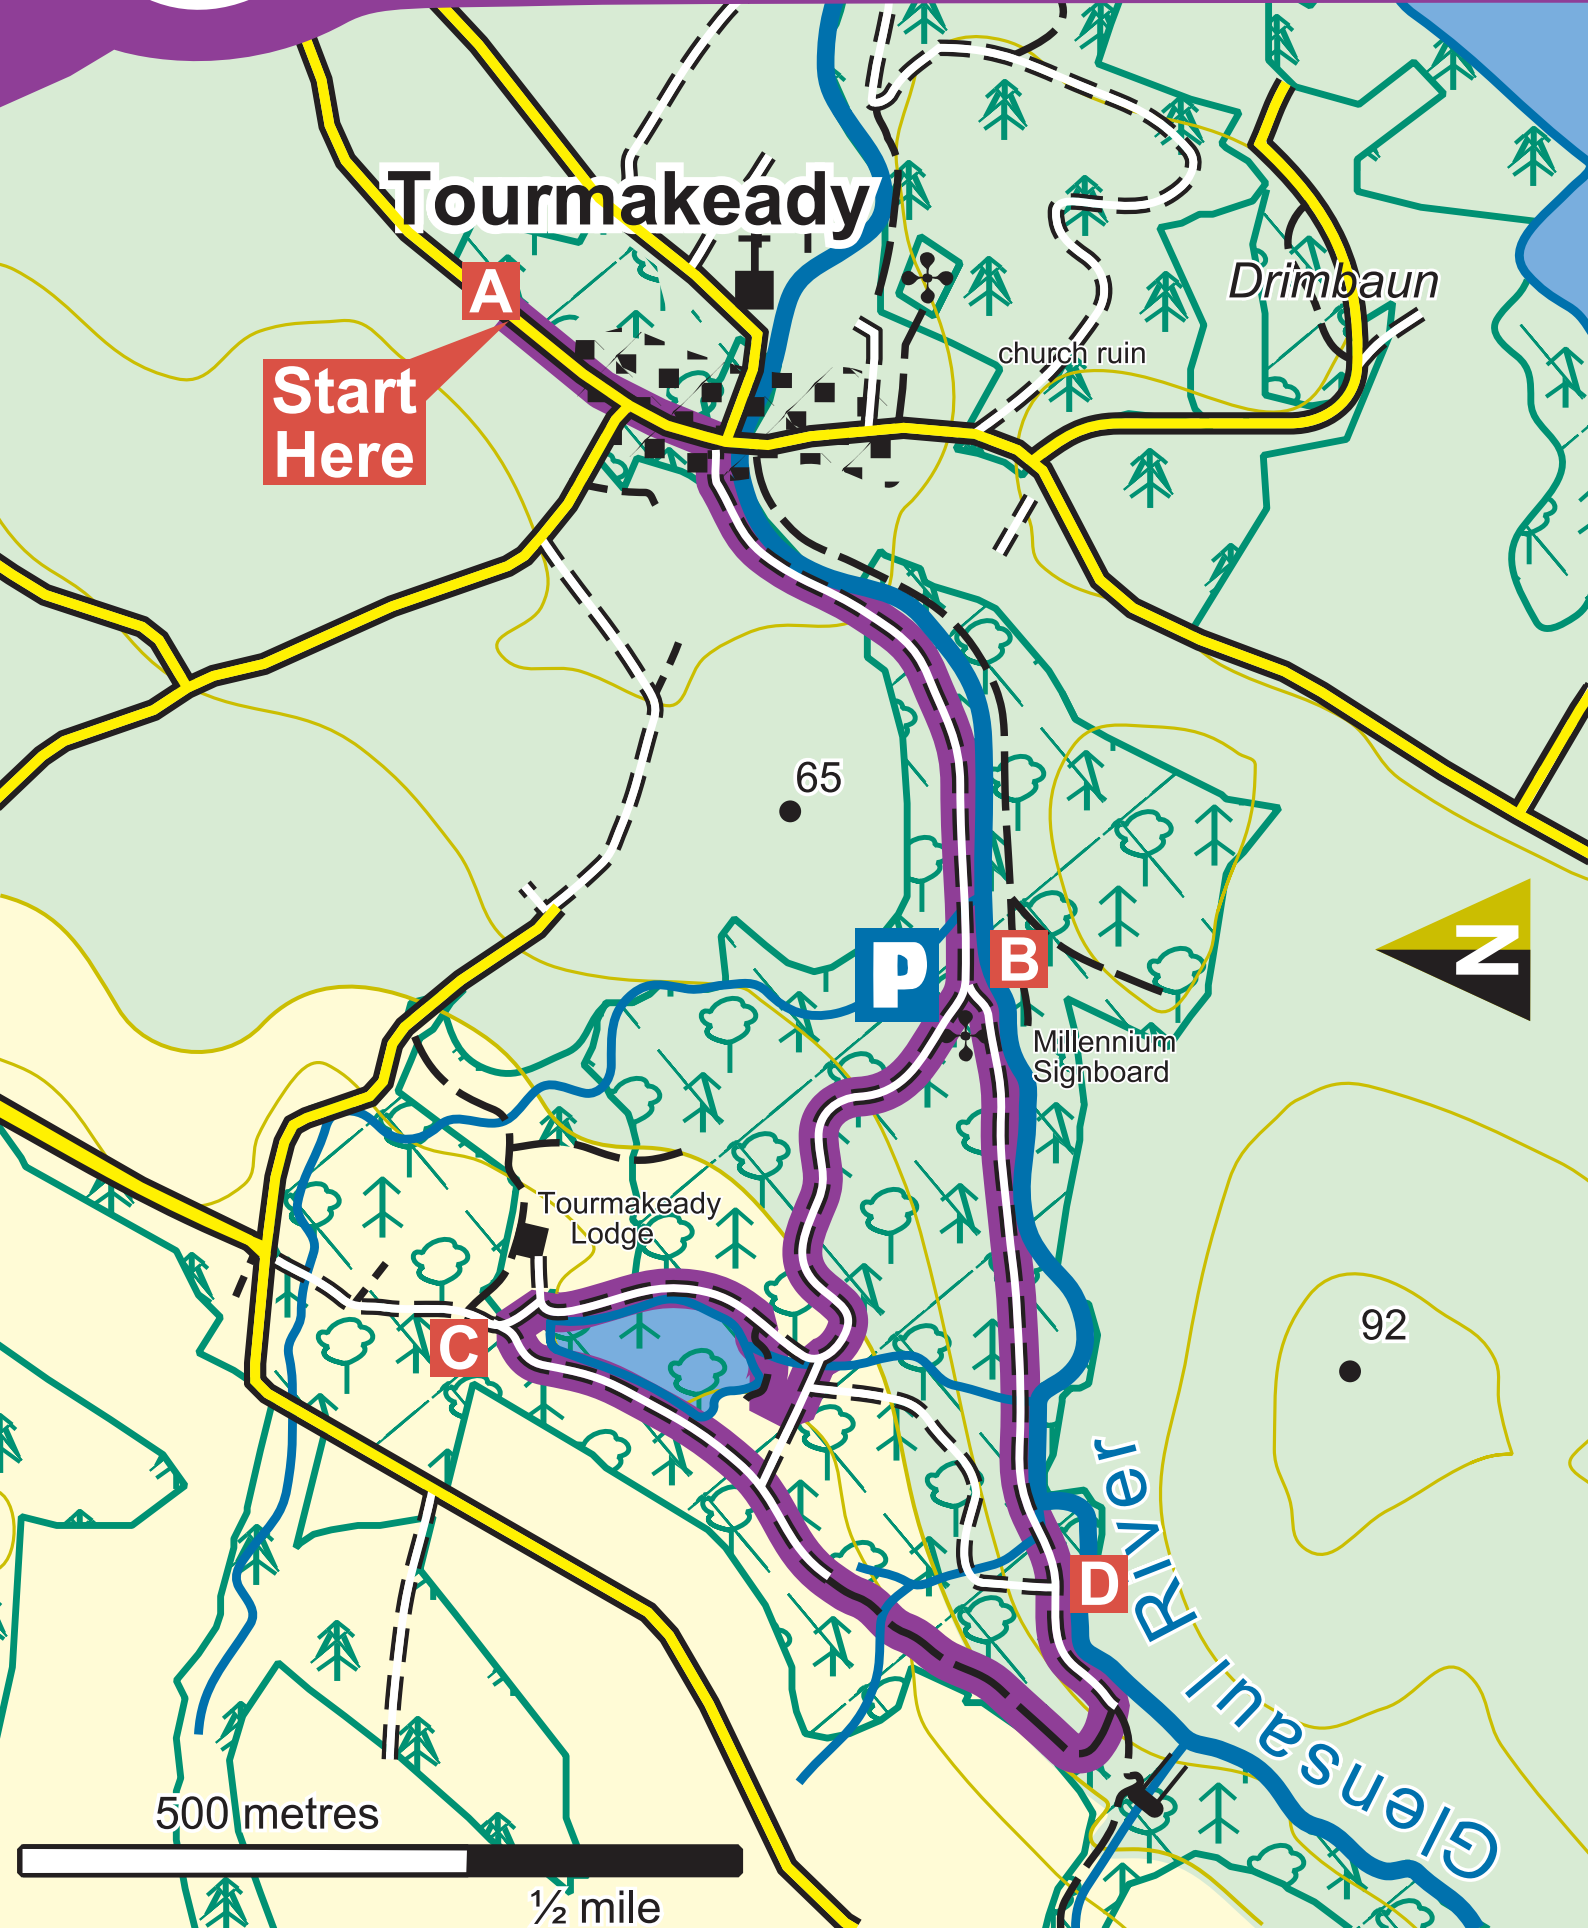 Tourmakeady
A
Start
Here
Drimbaun
church ruin
65
P
B
N
Millennium
Signboard
Tourmakeady
Lodge
C
92
D
Glensaul River
500 metres
½ mile